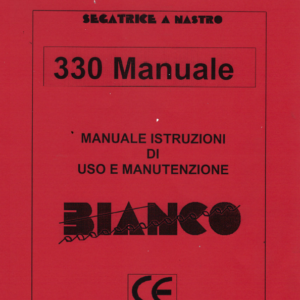 SEGATRICE A NASTRO
330 Manuale
MANUALE ISTRUZIONI
DI
USO E MANUTENZIONE
BIANCO
CE